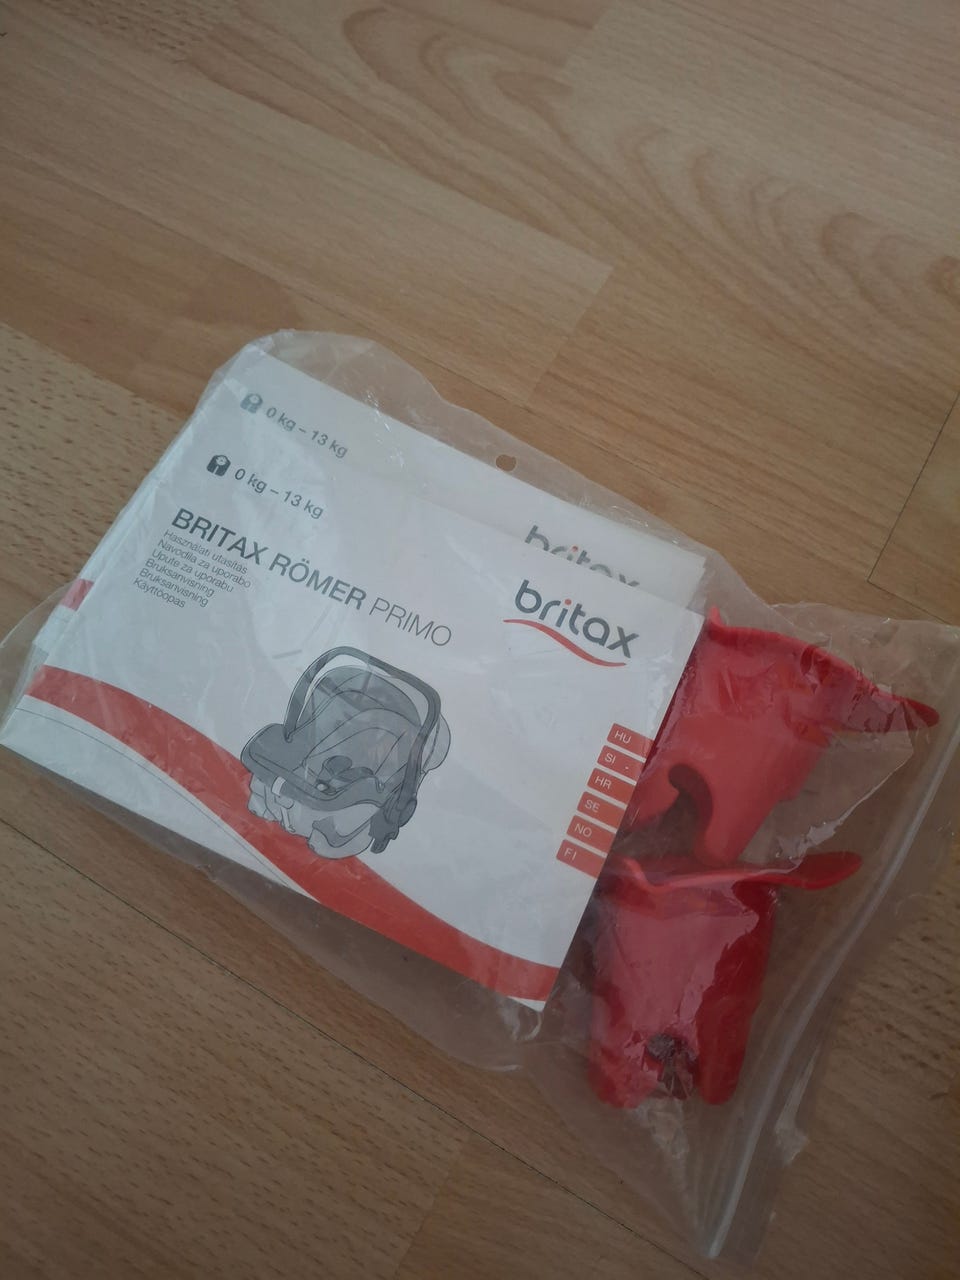 0 kg – 13 kg
britax
0 kg – 13 kg
britax
BRITAX RÖMER PRIMO
Használati utasítás
Navodila za uporabo
Upute za uporabu
Bruksanvisning
Bruksanvisning
Käyttöopas
HU
SI
HR
SE
NO
FI